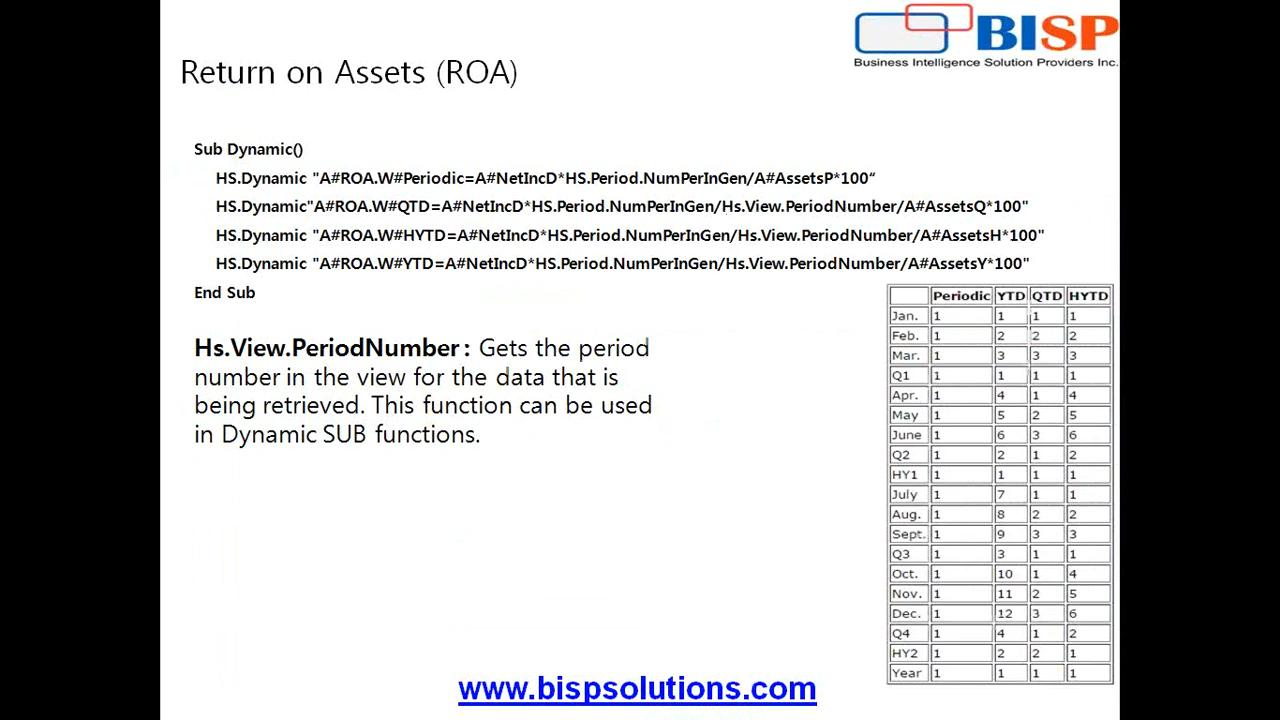 BISP
Business Intelligence Solution Providers Inc.
Return on Assets (ROA)
Sub Dynamic()
HS.Dynamic "A#ROA.W#Periodic=A#NetIncD*HS.Period.NumPerInGen/A#AssetsP*100“
HS.Dynamic"A#ROA.W#QTD=A#NetIncD*HS.Period.NumPerInGen/Hs.View.PeriodNumber/A#AssetsQ*100"
HS.Dynamic "A#ROA.W#HYTD=A#NetIncD*HS.Period.NumPerInGen/Hs.View.PeriodNumber/A#AssetsH*100"
HS.Dynamic "A#ROA.W#YTD=A#NetIncD*HS.Period.NumPerInGen/Hs.View.PeriodNumber/A#AssetsY*100"
End Sub
Hs.View.PeriodNumber : Gets the period
number in the view for the data that is
being retrieved. This function can be used
in Dynamic SUB functions.
Periodic YTD QTD HYTD
Jan. 1 1 1 1
Feb. 1 2 2 2
Mar. 1 3 3 3
Q1 1 1 1 1
Apr. 1 4 1 4
May 1 5 2 5
June 1 6 3 6
Q2 1 2 1 2
HY1 1 1 1 1
July 1 7 1 1
Aug. 1 8 2 2
Sept. 1 9 3 3
Q3 1 3 1 1
Oct. 1 10 1 4
Nov. 1 11 2 5
Dec. 1 12 3 6
Q4 1 4 1 2
HY2 1 2 2 1
Year 1 1 1 1
www.bispsolutions.com